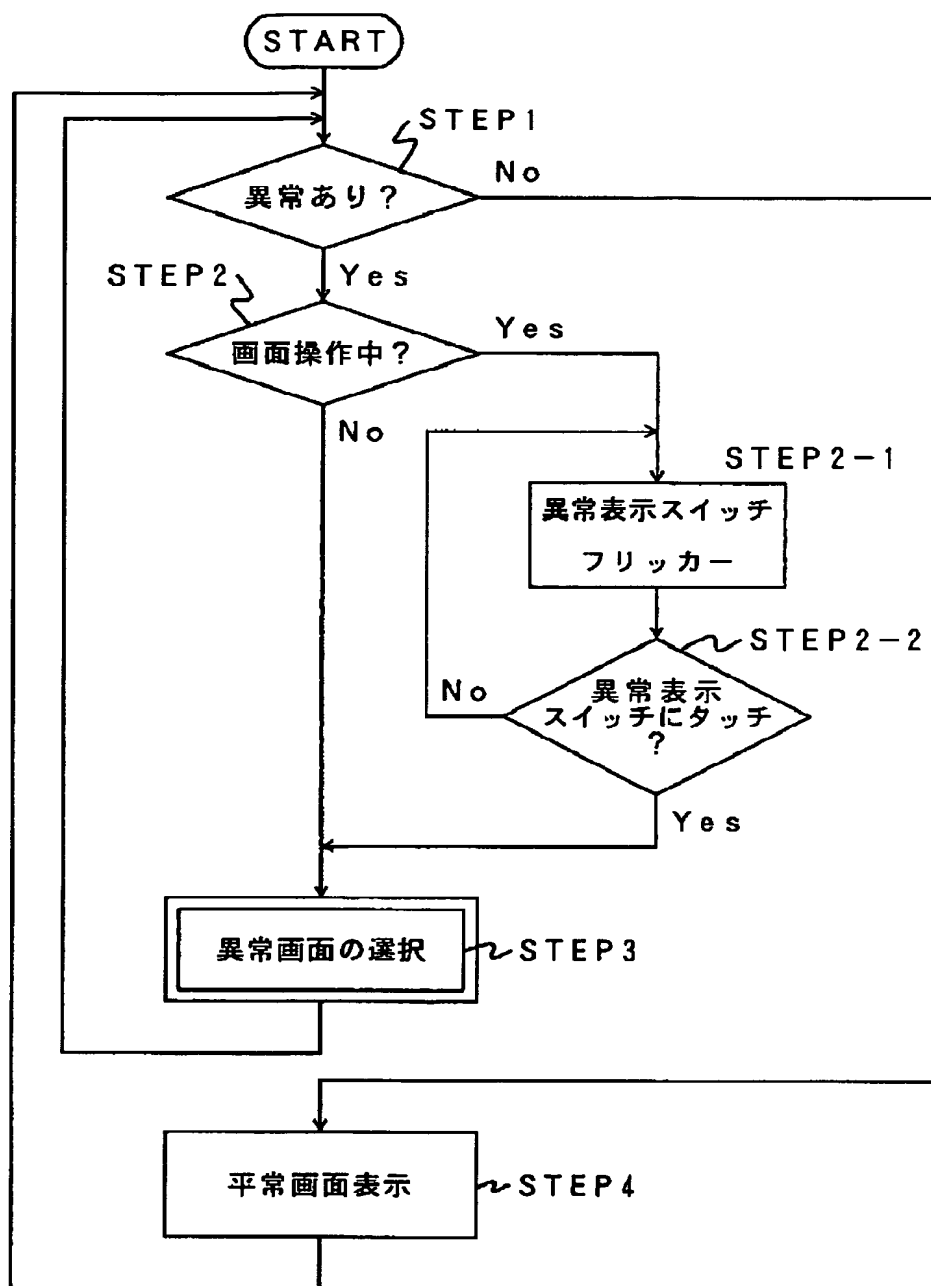 START
STEP1
異常あり?
No
Yes
STEP2
画面操作中?
Yes
No
STEP2-1
異常表示スイッチ
フリッカー
STEP2-2
異常表示
スイッチにタッチ
?
No
Yes
異常画面の選択
STEP3
平常画面表示
STEP4